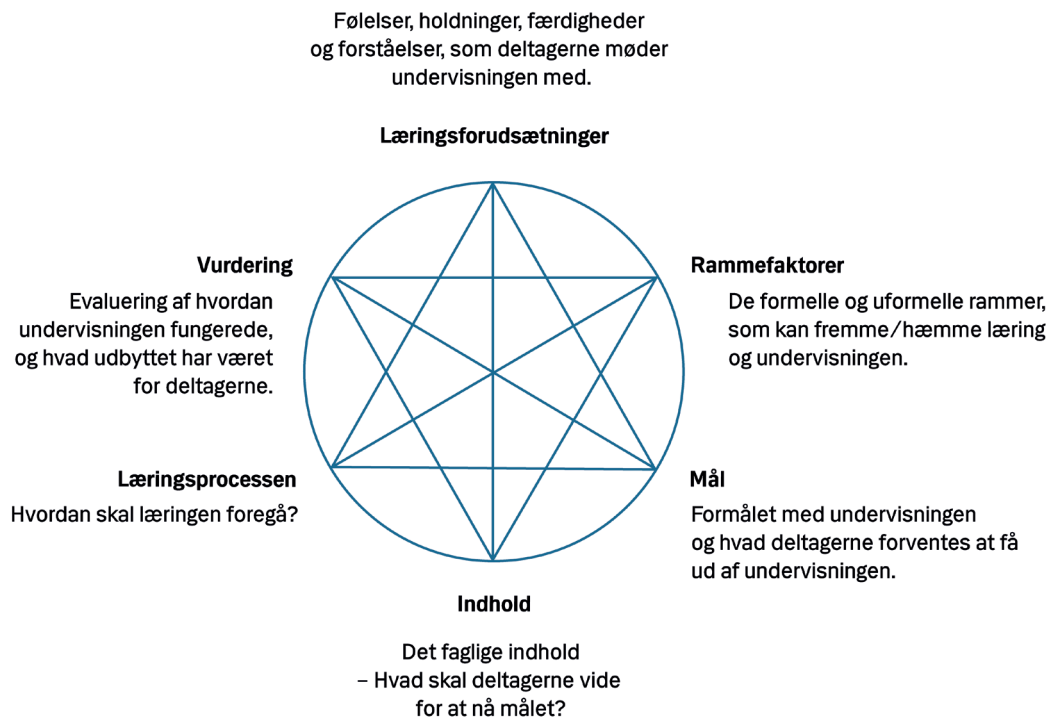 Følelser, holdninger, færdigheder
og forståelser, som deltagerne møder
undervisningen med.
Læringsforudsætninger
Vurdering
Evaluering af hvordan
undervisningen fungerede,
og hvad udbyttet har været
for deltagerne.
Rammefaktorer
De formelle og uformelle rammer,
som kan fremme/hæmme læring
og undervisningen.
Læringsprocessen
Hvordan skal læringen foregå?
Mål
Formålet med undervisningen
og hvad deltagerne forventes at få
ud af undervisningen.
Indhold
Det faglige indhold
– Hvad skal deltagerne vide
for at nå målet?